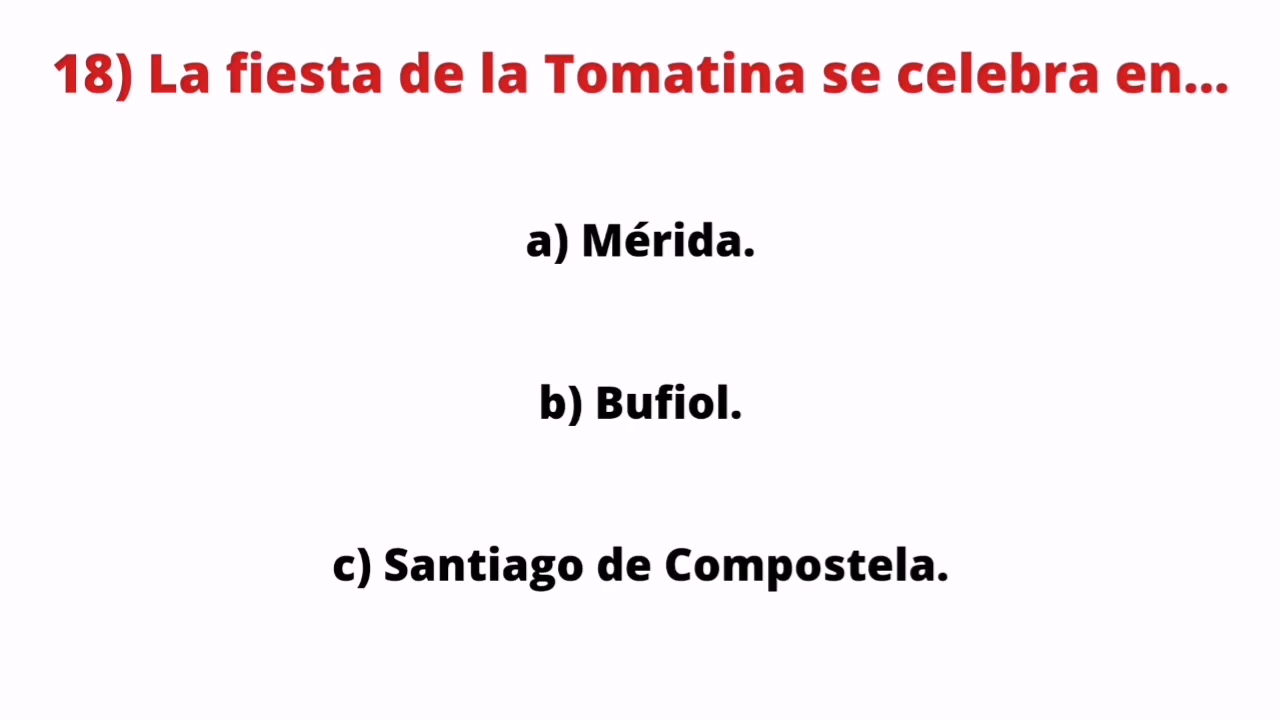 18) La fiesta de la Tomatina se celebra en...
a) Mérida.
b) Bufiol.
c) Santiago de Compostela.